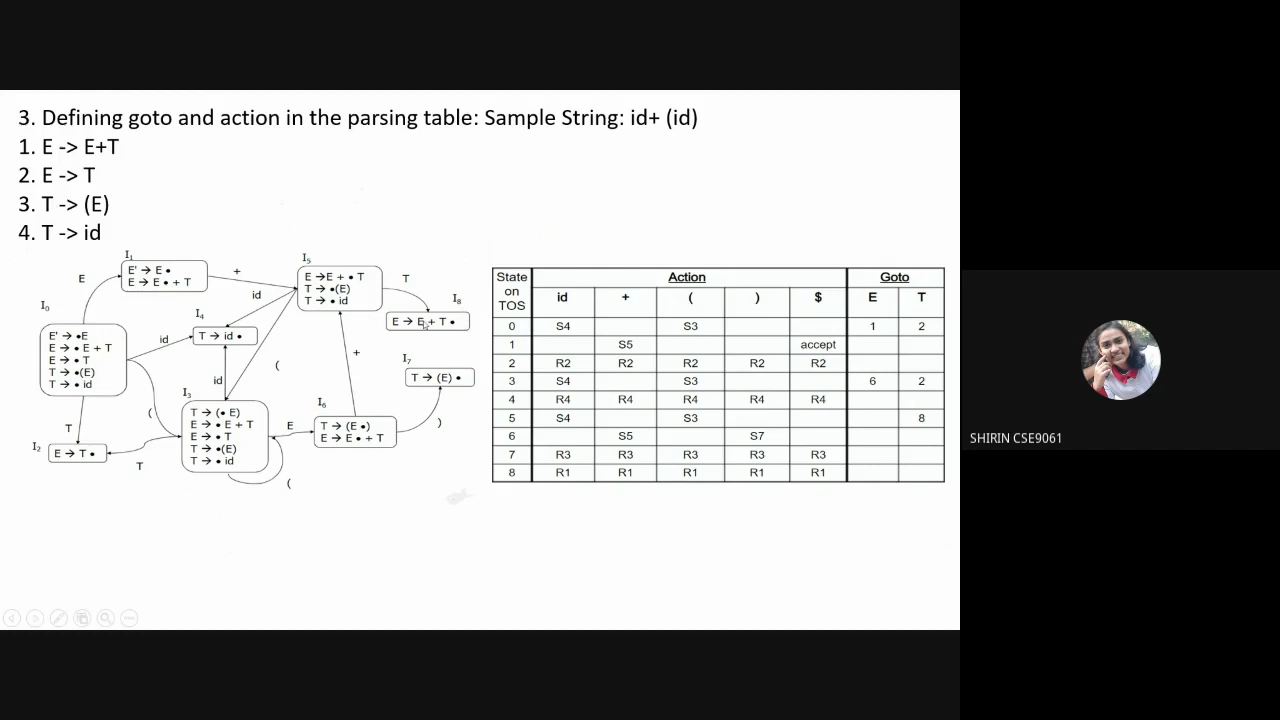 3. Defining goto and action in the parsing table: Sample String: id+ (id)
1. E -> E+T
2. E -> T
3. T -> (E)
4. T -> id
I0
E' → •E
E → • E + T
E → • T
T → •(E)
T → • id
E
I1
E' → E •
E → E • + T
+
id
I4
T → id •
id
id
T
I2
E → T •
T
(
I3
T → (• E)
E → • E + T
E → • T
T → •(E)
T → • id
(
E
I5
E →E + • T
T → •(E)
T → • id
(
+
I6
T → (E •)
E → E • + T
T
I8
E → E + T •
I7
T → (E) •
)
State on TOS Action Goto
id + ( ) $ E T
0 S4 S3 1 2
1 S5 accept
2 R2 R2 R2 R2 R2
3 S4 S3 6 2
4 R4 R4 R4 R4 R4
5 S4 S3 8
6 S5 S7
7 R3 R3 R3 R3 R3
8 R1 R1 R1 R1 R1
SHIRIN CSE9061